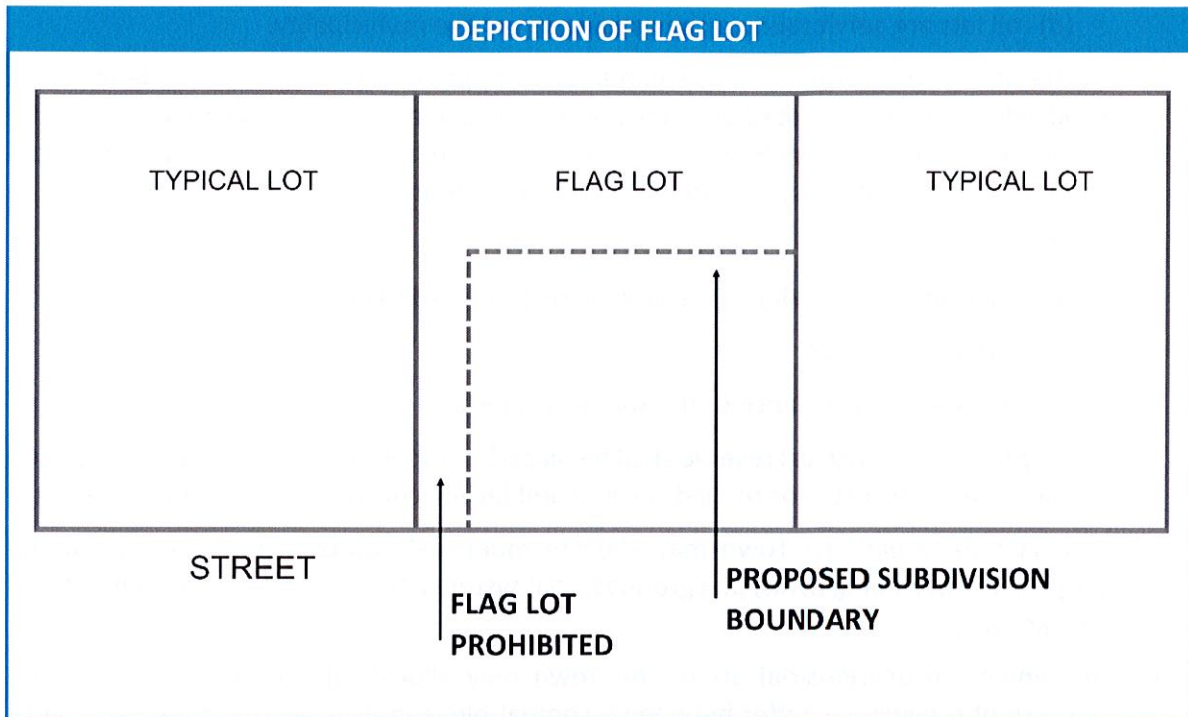 DEPICTION OF FLAG LOT
TYPICAL LOT
FLAG LOT
TYPICAL LOT
STREET
FLAG LOT
PROHIBITED
PROPOSED SUBDIVISION
BOUNDARY